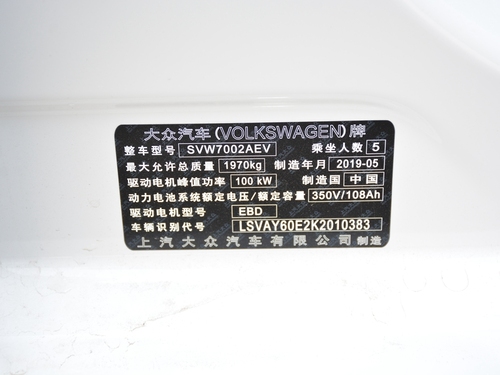 大众汽车(VOLKSWAGEN)牌
整车型号 SVW7002AEV 乘坐人数 5
最大允许总质量 1970kg 制造年月 2019-05
驱动电机峰值功率 100 kW 制造国 中国
动力电池系统额定电压/额定容量 350V/108Ah
驱动电机型号 EBD
车辆识别代号 LSVAY60E2K2010383
上汽大众汽车有限公司制造